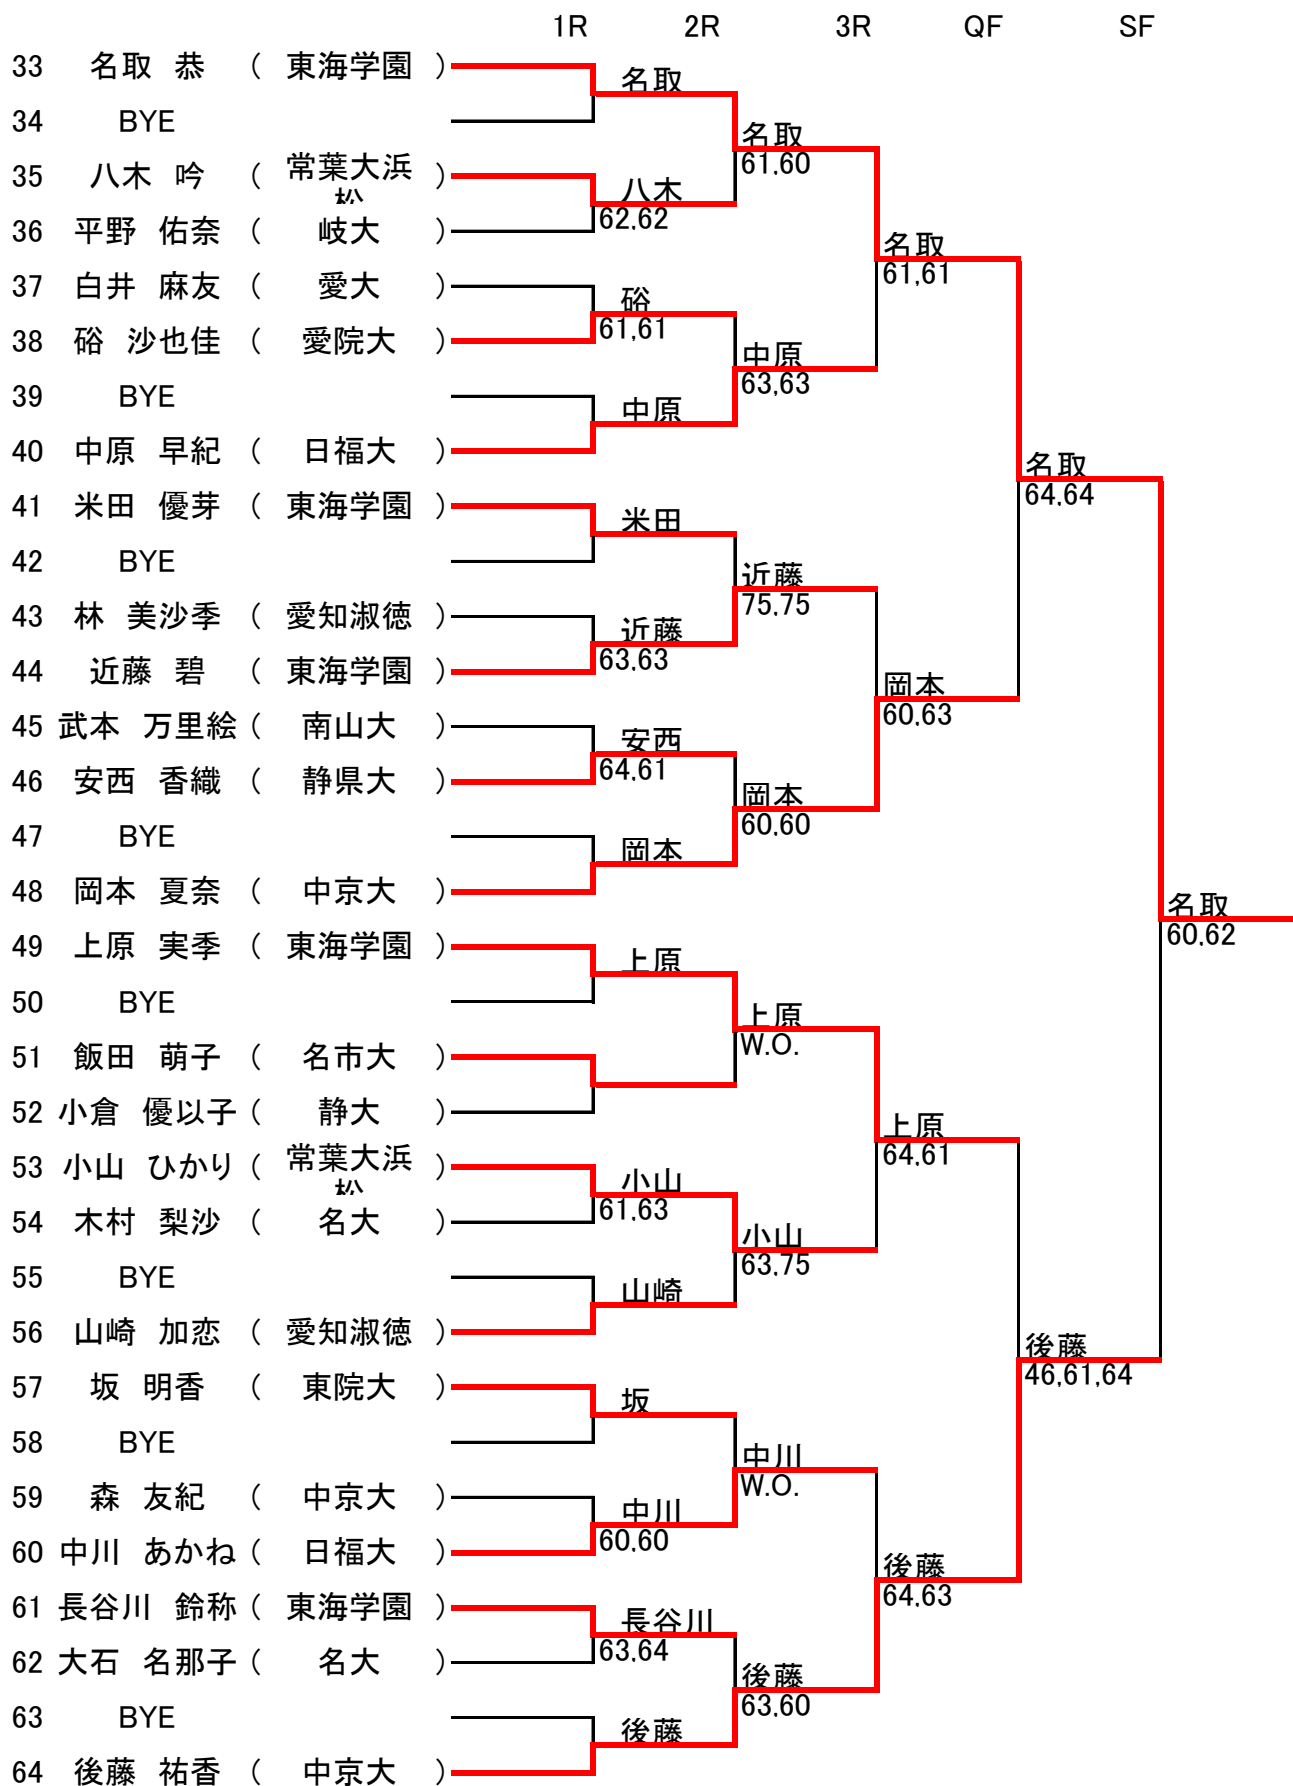 1R 2R 3R QF SF
33 名取 恭 ( 東海学園 )
名取
34 BYE
名取
61,60
35 八木 吟 ( 常葉大浜松 )
八木
62,62
36 平野 佑奈 ( 岐大 )
名取
61,61
37 白井 麻友 ( 愛大 )
硲
61,61
38 硲 沙也佳 ( 愛院大 )
中原
63,63
39 BYE
中原
40 中原 早紀 ( 日福大 )
名取
64,64
41 米田 優芽 ( 東海学園 )
米田
42 BYE
近藤
75,75
43 林 美沙季 ( 愛知淑徳 )
近藤
63,63
44 近藤 碧 ( 東海学園 )
岡本
60,63
45 武本 万里絵 ( 南山大 )
安西
64,61
46 安西 香織 ( 静県大 )
岡本
60,60
47 BYE
岡本
48 岡本 夏奈 ( 中京大 )
名取
60,62
49 上原 実季 ( 東海学園 )
上原
50 BYE
上原
W.O.
51 飯田 萌子 ( 名市大 )
52 小倉 優以子 ( 静大 )
上原
64,61
53 小山 ひかり ( 常葉大浜松 )
小山
61,63
54 木村 梨沙 ( 名大 )
小山
63,75
55 BYE
山崎
56 山崎 加恋 ( 愛知淑徳 )
後藤
46,61,64
57 坂 明香 ( 東院大 )
坂
58 BYE
中川
W.O.
59 森 友紀 ( 中京大 )
中川
60,60
60 中川 あかね ( 日福大 )
後藤
64,63
61 長谷川 鈴称 ( 東海学園 )
長谷川
63,64
62 大石 名那子 ( 名大 )
後藤
63,60
63 BYE
後藤
64 後藤 祐香 ( 中京大 )